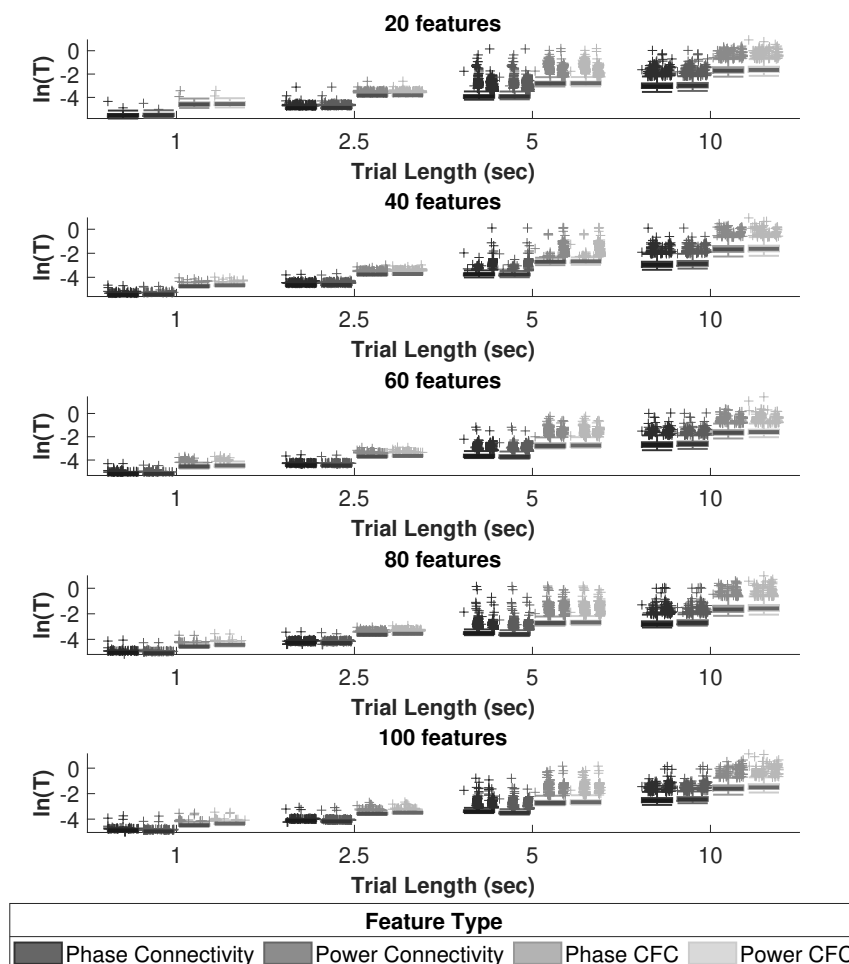 20 features
0
-2
-4
ln(T)
1 2.5 5 10
Trial Length (sec)
40 features
0
-2
-4
ln(T)
1 2.5 5 10
Trial Length (sec)
60 features
0
-2
-4
ln(T)
1 2.5 5 10
Trial Length (sec)
80 features
0
-2
-4
ln(T)
1 2.5 5 10
Trial Length (sec)
100 features
0
-2
-4
ln(T)
1 2.5 5 10
Trial Length (sec)
Feature Type
Phase Connectivity Power Connectivity Phase CFC Power CFC